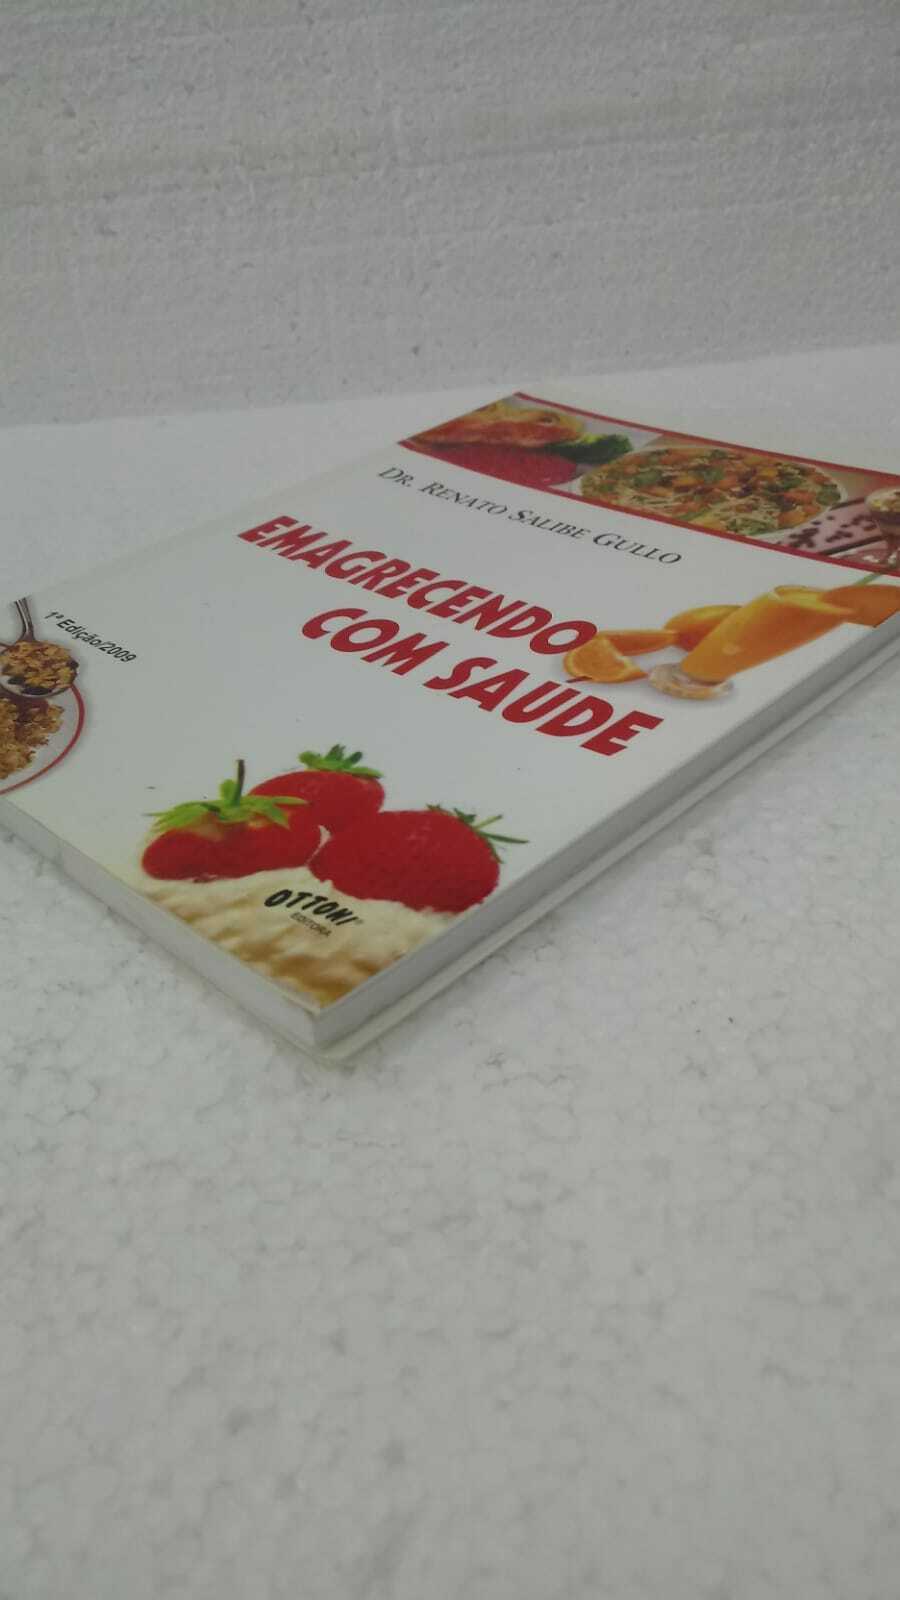 DR. RENATO SALIBE GULLO
EMAGRECENDO
COM SAÚDE
1ª Edição/2009
OTTONI®
EDITORA